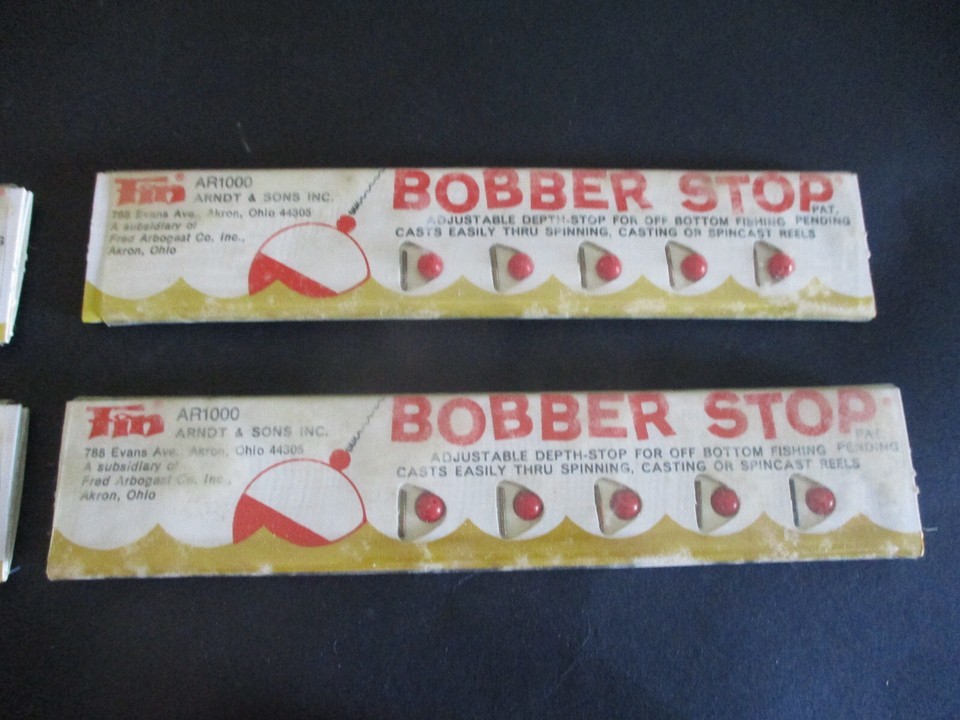 Fin AR1000
ARNDT & SONS INC.
788 Evans Ave. Akron, Ohio 44305
A subsidiary of
Fred Arbogast Co. Inc.,
Akron, Ohio
BOBBER STOP
PAT.
ADJUSTABLE DEPTH-STOP FOR OFF BOTTOM FISHING PENDING
CASTS EASILY THRU SPINNING, CASTING OR SPINCAST REELS
Fin AR1000
ARNDT & SONS INC.
788 Evans Ave. Akron, Ohio 44305
A subsidiary of
Fred Arbogast Co. Inc.,
Akron, Ohio
BOBBER STOP
PAT.
ADJUSTABLE DEPTH-STOP FOR OFF BOTTOM FISHING PENDING
CASTS EASILY THRU SPINNING, CASTING OR SPINCAST REELS